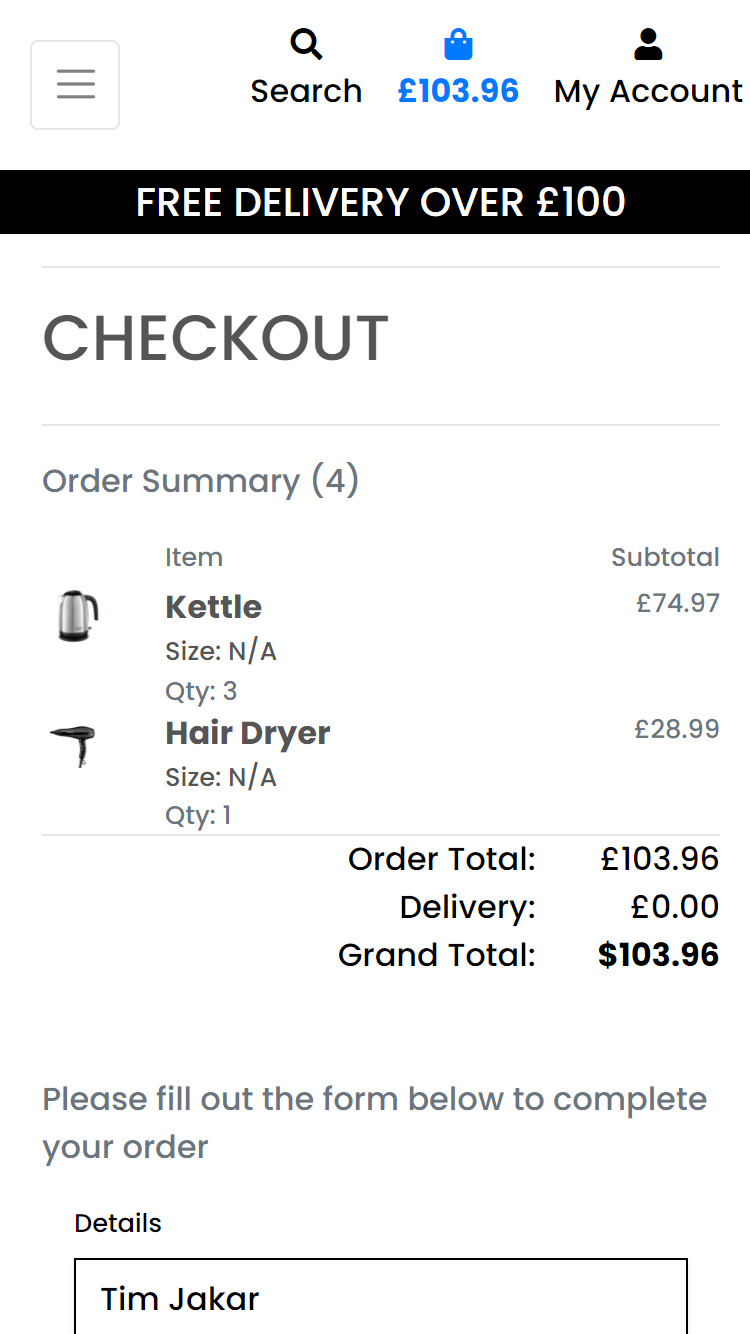 Search
£103.96
My Account
FREE DELIVERY OVER £100
CHECKOUT
Order Summary (4)
Item Subtotal
Kettle £74.97
Size: N/A
Qty: 3
Hair Dryer £28.99
Size: N/A
Qty: 1
Order Total: £103.96
Delivery: £0.00
Grand Total: $103.96
Please fill out the form below to complete
your order
Details
Tim Jakar